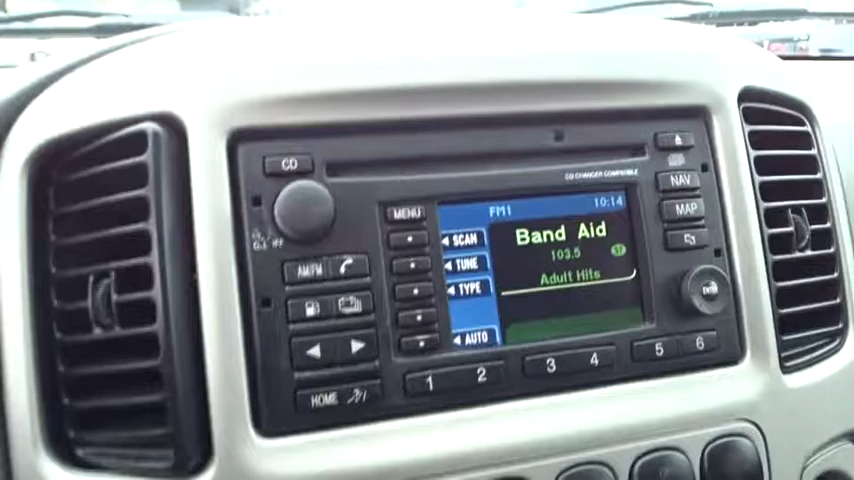 CD
CD CHANGER COMPATIBLE
NAV
MAP
MENU
FM1
10:14
SCAN
TUNE
TYPE
AUTO
Band Aid
103.5
ST
Adult Hits
AM/FM
HOME
1 2 3 4 5 6